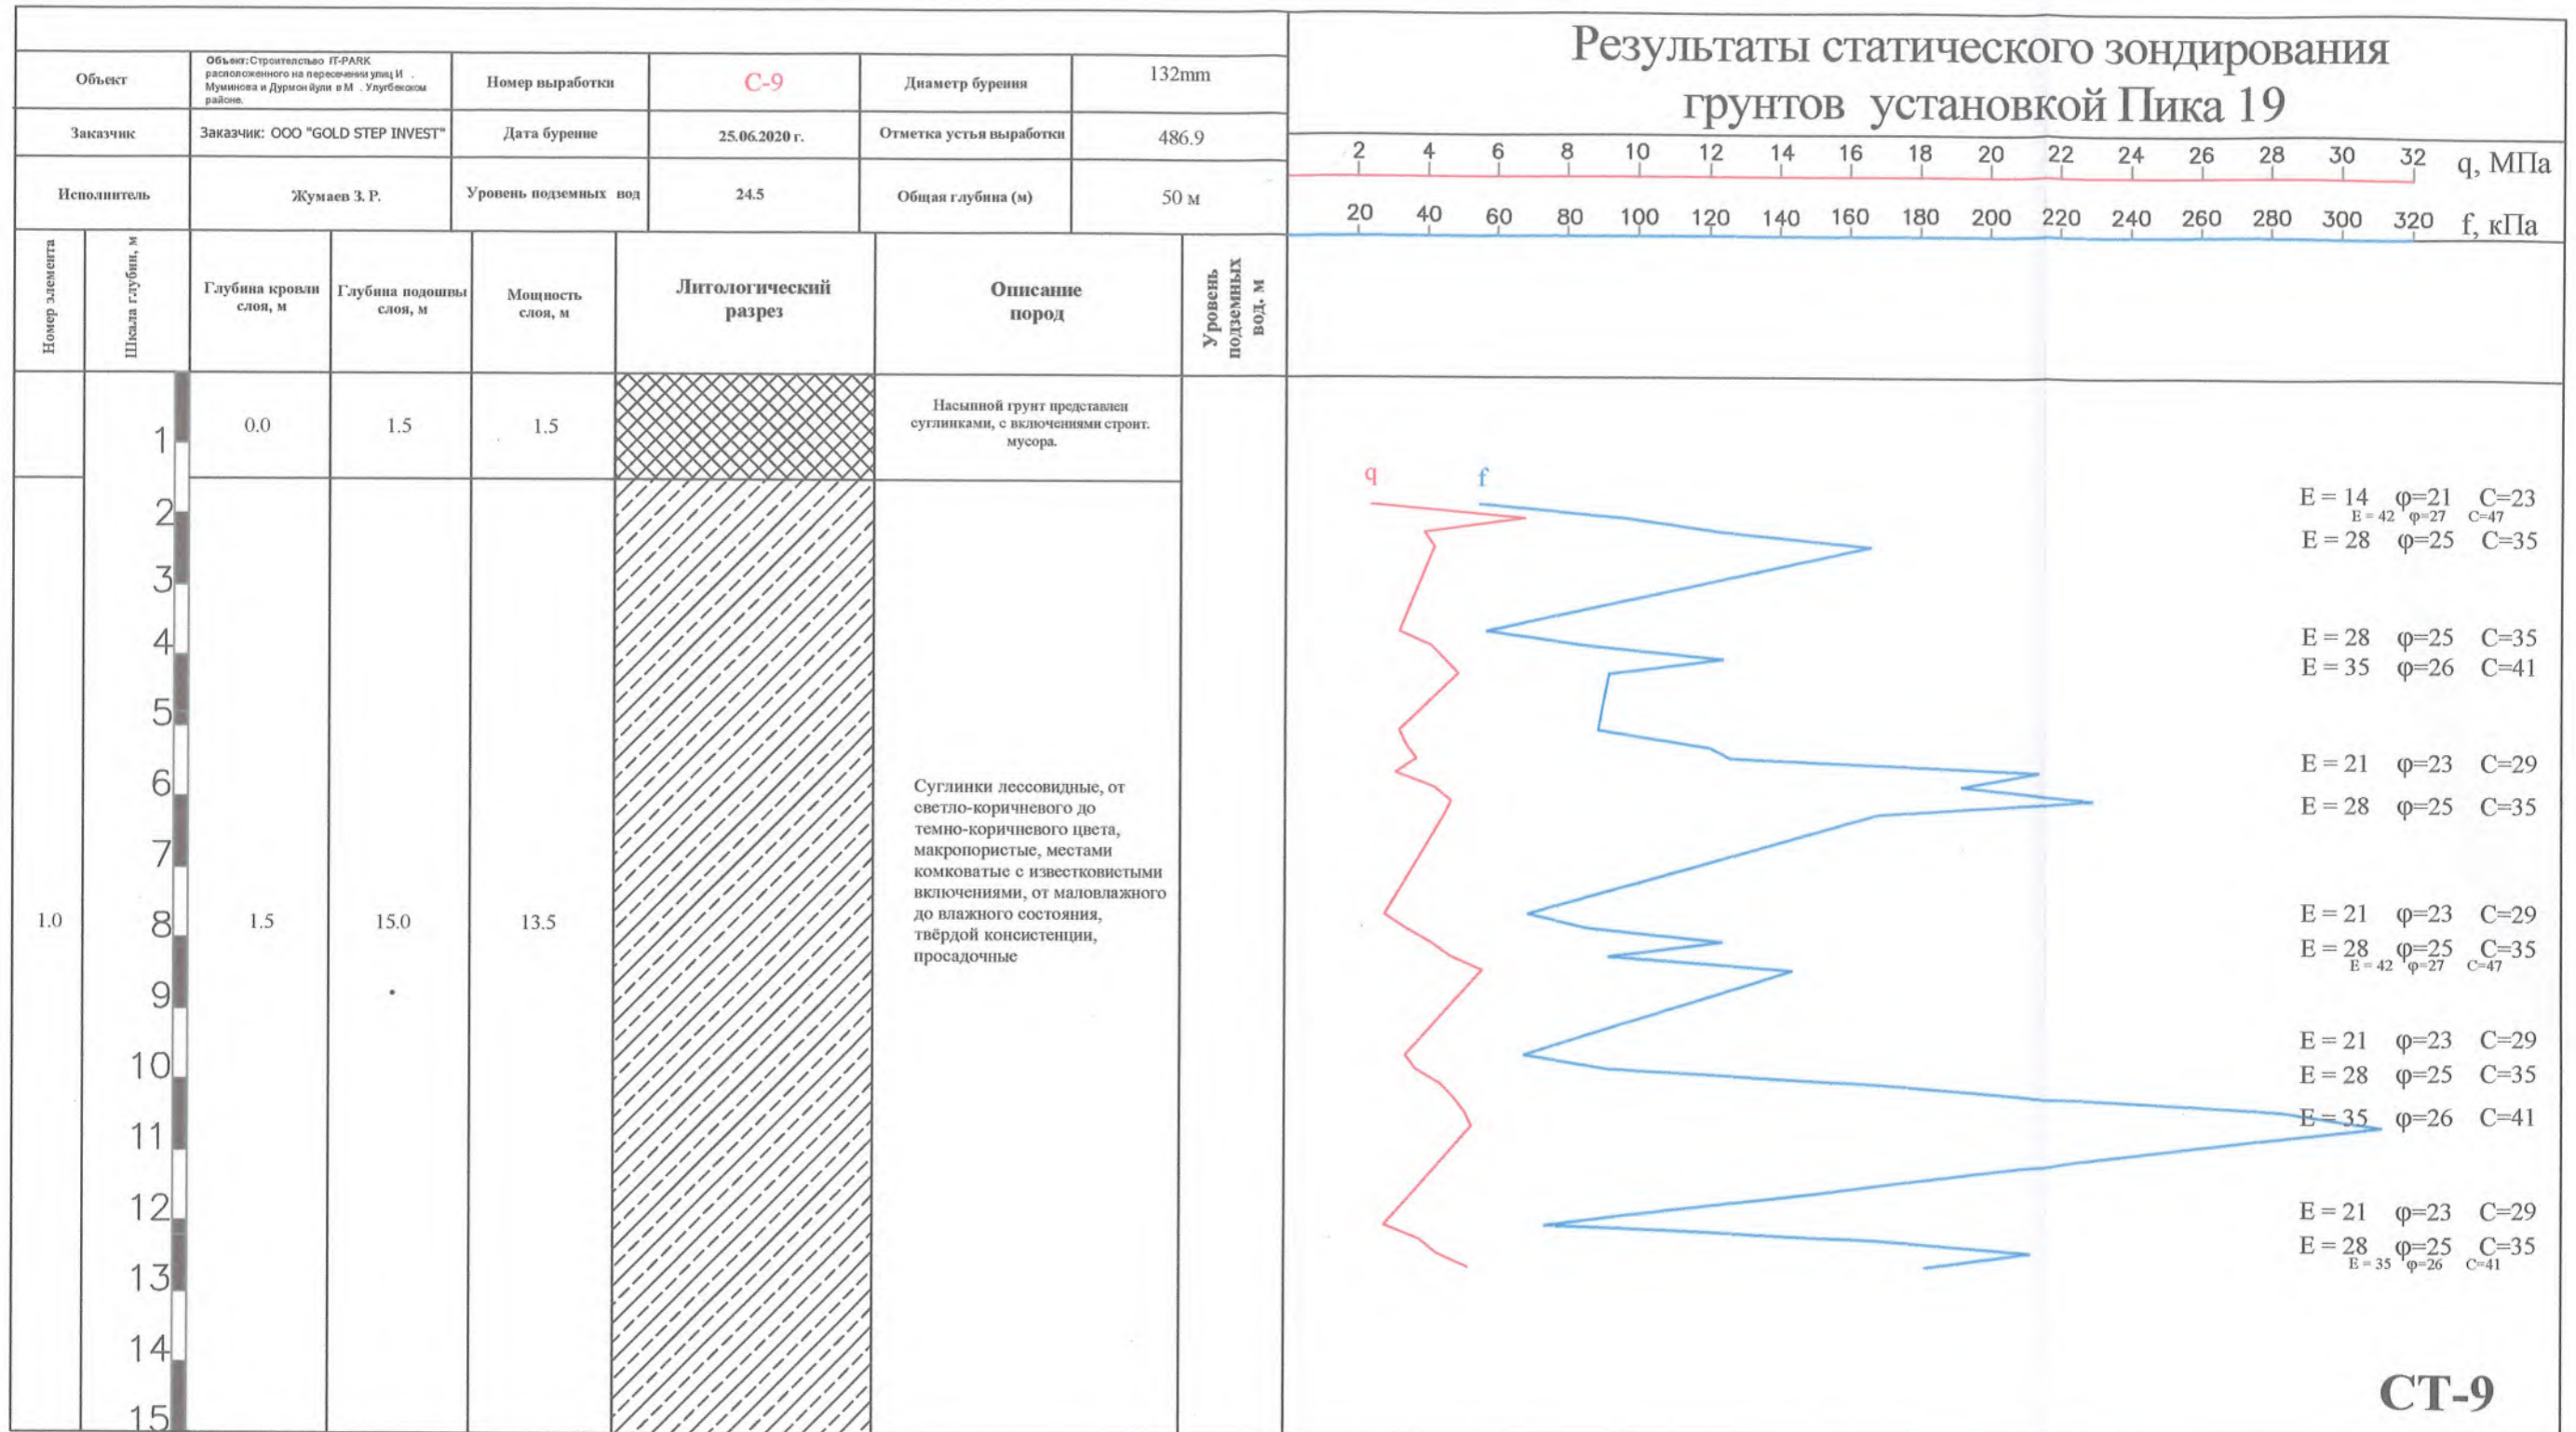 Объект
Объект:Строителстьво IT-PARK
расположенного на пересечении улиц И .
Муминова и Дурмон йули в М . Улугбекском
районе.
Номер выработки
С-9
Диаметр бурения
132mm
Заказчик
Заказчик: ООО "GOLD STEP INVEST"
Дата бурение
25.06.2020 г.
Отметка устья выработки
486.9
Исполнитель
Жумаев З. Р.
Уровень подземных вод
24.5
Общая глубина (м)
50 м
Результаты статического зондирования
грунтов установкой Пика 19
2 4 6 8 10 12 14 16 18 20 22 24 26 28 30 32 q, МПа
20 40 60 80 100 120 140 160 180 200 220 240 260 280 300 320 f, кПа
Номер элемента
Шкала глубин, м
Глубина кровли
слоя, м
Глубина подошвы
слоя, м
Мощность
слоя, м
Литологический
разрез
Описание
пород
Уровень
подземных
вод. м
0.0
1.5
1.5
Насыпной грунт представлен
суглинками, с включениями строит.
мусора.
1
2
3
4
5
6
7
8
9
10
11
12
13
14
15
1.0
1.5
15.0
13.5
Суглинки лессовидные, от
светло-коричневого до
темно-коричневого цвета,
макропористые, местами
комковатые с известковистыми
включениями, от маловлажного
до влажного состояния,
твёрдой консистенции,
просадочные
q
f
E = 14 φ=21 C=23
E = 42 φ=27 C=47
E = 28 φ=25 C=35
E = 28 φ=25 C=35
E = 35 φ=26 C=41
E = 21 φ=23 C=29
E = 28 φ=25 C=35
E = 21 φ=23 C=29
E = 28 φ=25 C=35
E = 42 φ=27 C=47
E = 21 φ=23 C=29
E = 28 φ=25 C=35
E = 35 φ=26 C=41
E = 21 φ=23 C=29
E = 28 φ=25 C=35
E = 35 φ=26 C=41
СТ-9